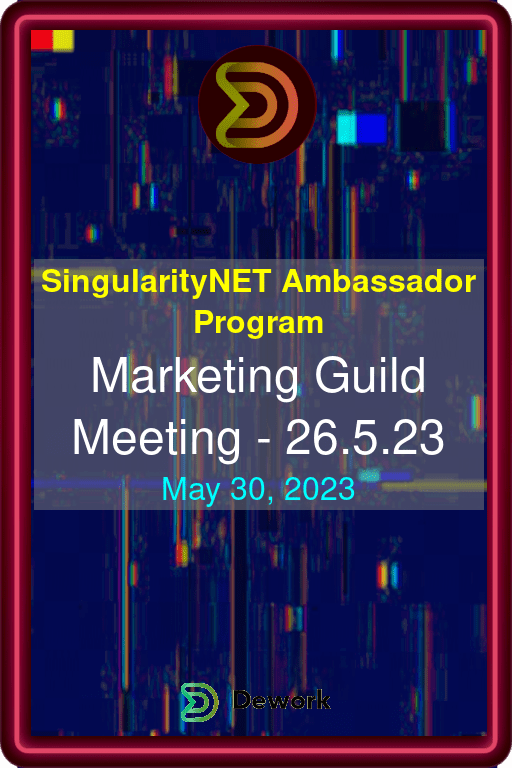 SingularityNET Ambassador
Program
Marketing Guild
Meeting - 26.5.23
May 30, 2023
Dework